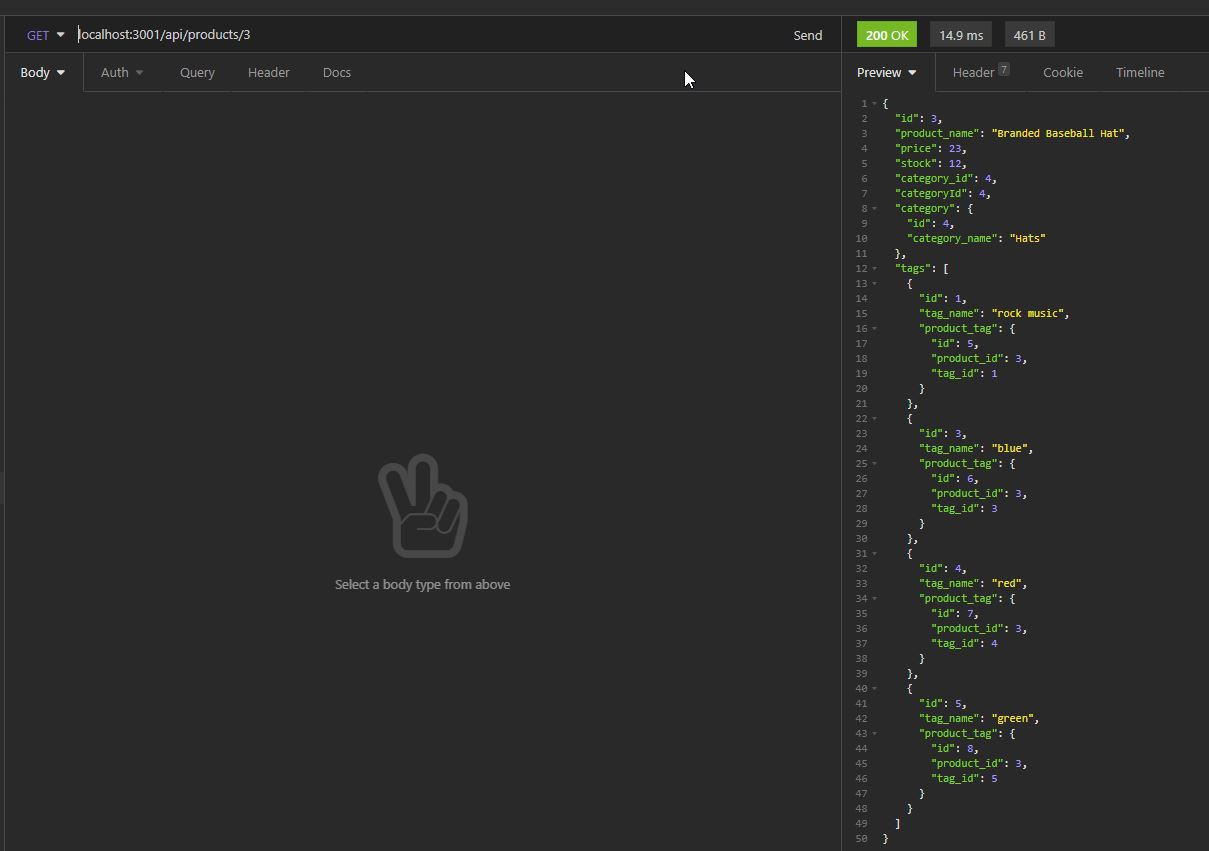 GET localhost:3001/api/products/3 Send
200 OK 14.9 ms 461 B
Body Auth Query Header Docs
Preview Header 7 Cookie Timeline
Select a body type from above
1 {
2 "id": 3,
3 "product_name": "Branded Baseball Hat",
4 "price": 23,
5 "stock": 12,
6 "category_id": 4,
7 "categoryId": 4,
8 "category": {
9 "id": 4,
10 "category_name": "Hats"
11 },
12 "tags": [
13 {
14 "id": 1,
15 "tag_name": "rock music",
16 "product_tag": {
17 "id": 5,
18 "product_id": 3,
19 "tag_id": 1
20 }
21 },
22 {
23 "id": 3,
24 "tag_name": "blue",
25 "product_tag": {
26 "id": 6,
27 "product_id": 3,
28 "tag_id": 3
29 }
30 },
31 {
32 "id": 4,
33 "tag_name": "red",
34 "product_tag": {
35 "id": 7,
36 "product_id": 3,
37 "tag_id": 4
38 }
39 },
40 {
41 "id": 5,
42 "tag_name": "green",
43 "product_tag": {
44 "id": 8,
45 "product_id": 3,
46 "tag_id": 5
47 }
48 }
49 ]
50 }